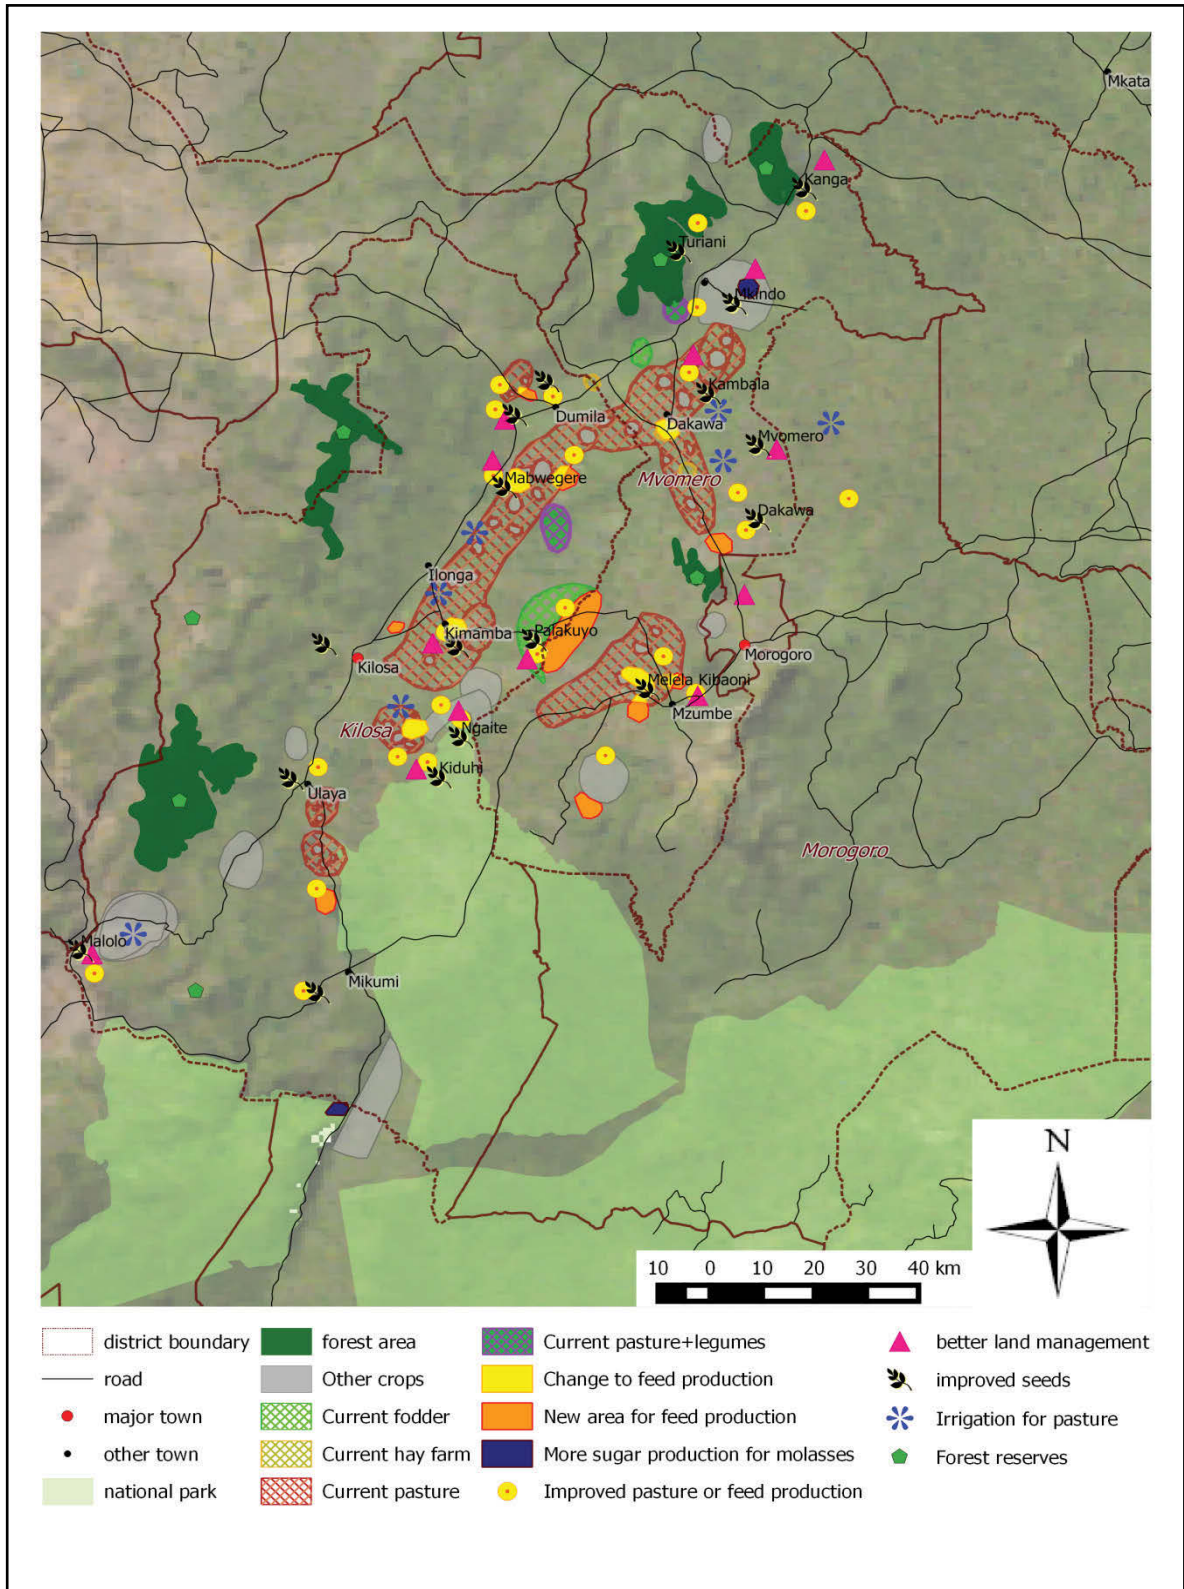 Mkata
Kanga
Turiani
Mkindo
Kambala
Dumila
Dakawa
Mvomero
Mabwegere
Mvomero
Dakawa
Ilonga
Kimamba
Palakuyo
Kilosa
Morogoro
Melela Kibaoni
Mzumbe
Kilosa
Ngaite
Kiduhi
Ulaya
Morogoro
Malolo
Mikumi
N
10 0 10 20 30 40 km
district boundary
road
major town
other town
national park
forest area
Other crops
Current fodder
Current hay farm
Current pasture
Current pasture+legumes
Change to feed production
New area for feed production
More sugar production for molasses
Improved pasture or feed production
better land management
improved seeds
Irrigation for pasture
Forest reserves